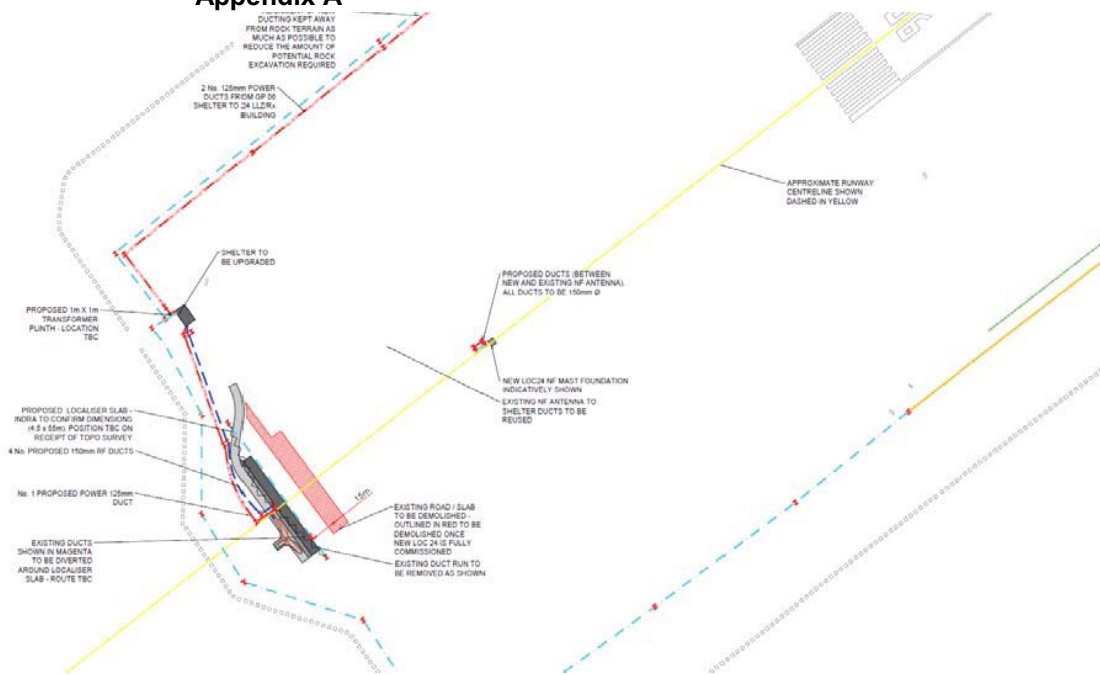 Appendix A
DUCTING KEPT AWAY
FROM ROCK TERRAIN AS
MUCH AS POSSIBLE TO
REDUCE THE AMOUNT OF
POTENTIAL ROCK
EXCAVATION REQUIRED
2 No. 125mm POWER
DUCTS FROM GP 06
SHELTER TO 24 LLZ/Rx
BUILDING
APPROXIMATE RUNWAY
CENTRELINE SHOWN
DASHED IN YELLOW
SHELTER TO
BE UPGRADED
PROPOSED DUCTS (BETWEEN
NEW AND EXISTING NF ANTENNA).
ALL DUCTS TO BE 150mm Ø
PROPOSED 1m X 1m
TRANSFORMER
PLINTH - LOCATION
TBC
NEW LOC24 NF MAST FOUNDATION
INDICATIVELY SHOWN
EXISTING NF ANTENNA TO
SHELTER DUCTS TO BE
REUSED
PROPOSED LOCALISER SLAB -
INDRA TO CONFIRM DIMENSIONS
(4.5 x 55m). POSITION TBC ON
RECEIPT OF TOPO SURVEY
4 No. PROPOSED 150mm RF DUCTS
No. 1 PROPOSED POWER 125mm
DUCT
15m
EXISTING ROAD / SLAB
TO BE DEMOLISHED -
OUTLINED IN RED TO BE
DEMOLISHED ONCE
NEW LOC 24 IS FULLY
COMMISSIONED
EXISTING DUCTS
SHOWN IN MAGENTA
TO BE DIVERTED
AROUND LOCALISER
SLAB - ROUTE TBC
EXISTING DUCT RUN TO
BE REMOVED AS SHOWN